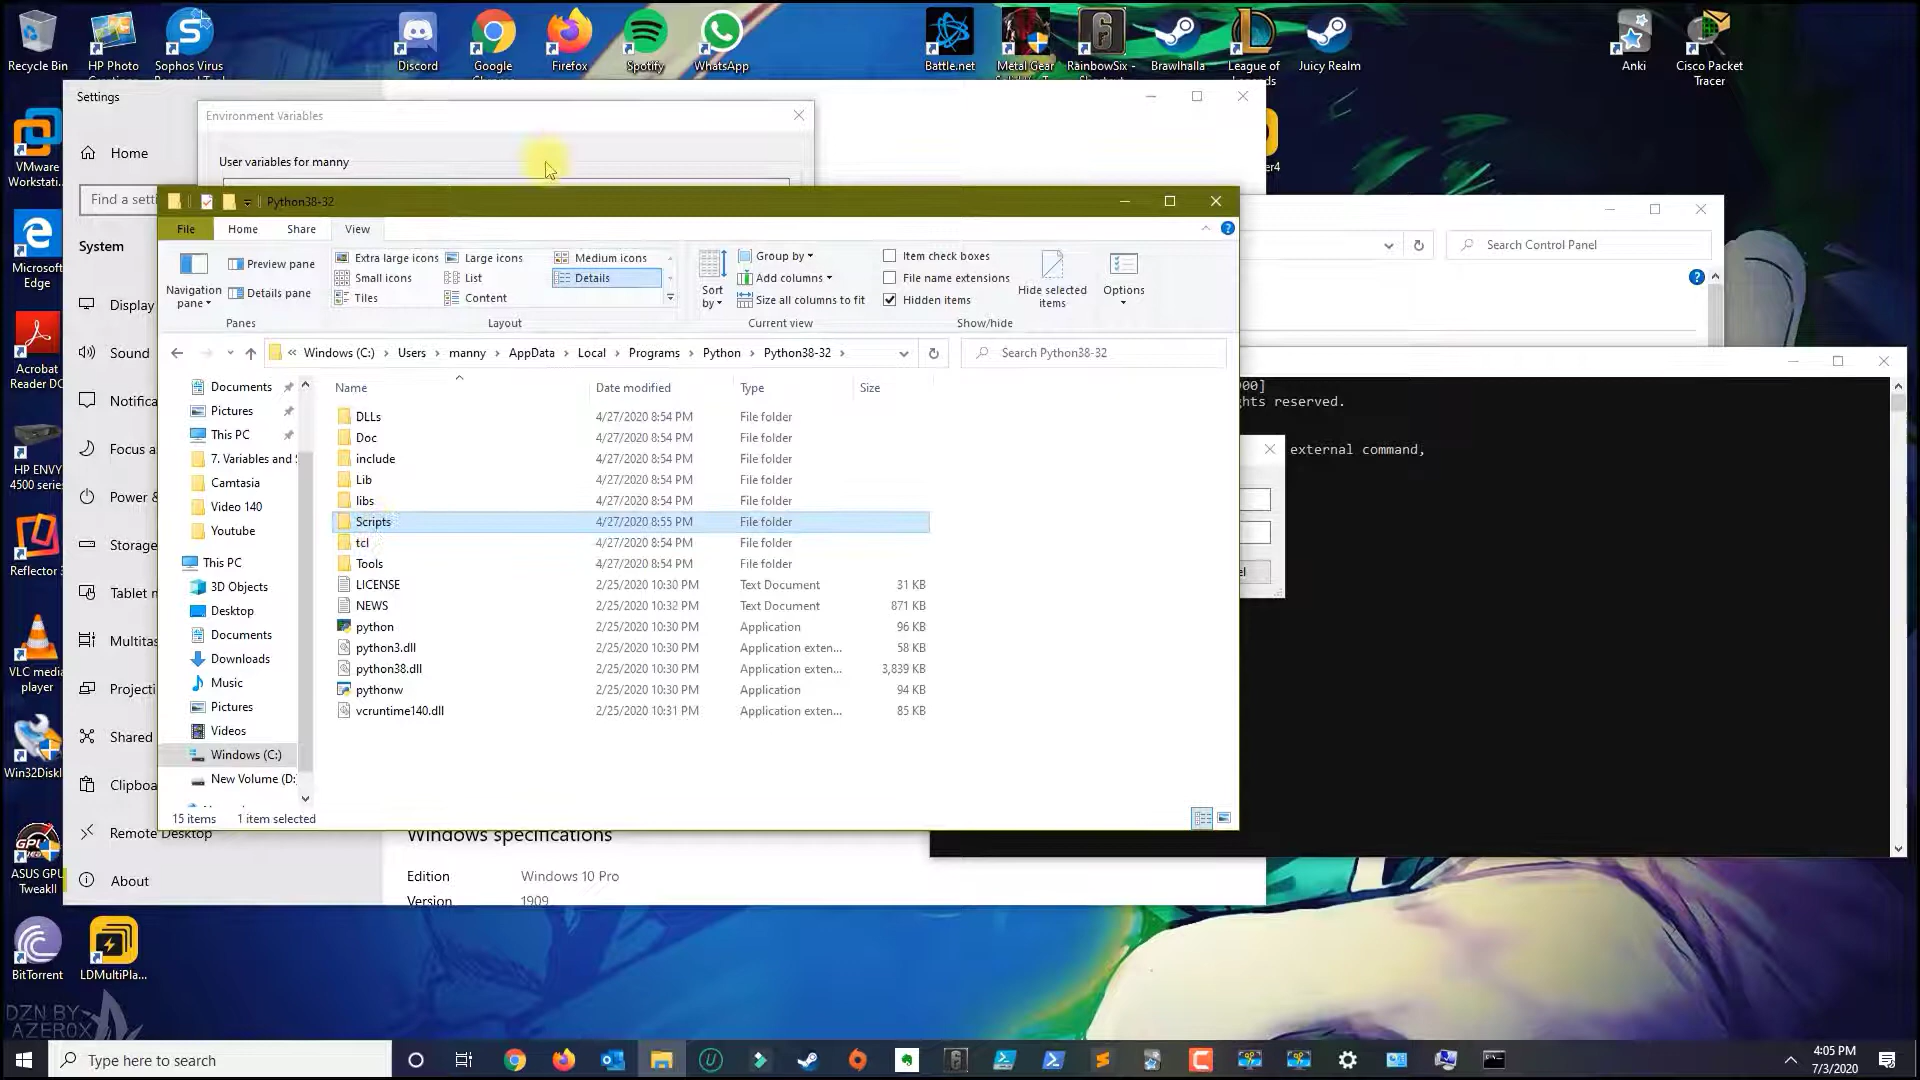 Recycle Bin
HP Photo
Creations
Sophos Virus
Removal Tool
Discord
Google
Chrome
Firefox
Spotify
WhatsApp
Battle.net
Metal Gear
RainbowSix -
Brawlhalla
League of
Legends
Juicy Realm
Anki
Cisco Packet
Tracer
Settings
Environment Variables
Home
VMware
Workstati...
User variables for manny
Find a setti
Python38-32
File
Home
Share
View
Search Control Panel
System
Microsoft
Edge
Preview pane
Details pane
Navigation
pane
Extra large icons
Large icons
Medium icons
Small icons
List
Details
Tiles
Content
Sort
by
Group by
Add columns
Size all columns to fit
Item check boxes
File name extensions
Hidden items
Hide selected
items
Options
Panes
Layout
Current view
Show/hide
Display
Sound
Acrobat
Reader DC
« Windows (C:) › Users › manny › AppData › Local › Programs › Python › Python38-32 ›
Search Python38-32
Name
Date modified
Type
Size
Documents
Pictures
This PC
7. Variables and S
Camtasia
Video 140
Youtube
This PC
3D Objects
Desktop
Documents
Downloads
Music
Pictures
Videos
Windows (C:)
New Volume (D:
DLLs 4/27/2020 8:54 PM File folder
Doc 4/27/2020 8:54 PM File folder
include 4/27/2020 8:54 PM File folder
Lib 4/27/2020 8:54 PM File folder
libs 4/27/2020 8:54 PM File folder
Scripts 4/27/2020 8:55 PM File folder
tcl 4/27/2020 8:54 PM File folder
Tools 4/27/2020 8:54 PM File folder
LICENSE 2/25/2020 10:30 PM Text Document 31 KB
NEWS 2/25/2020 10:32 PM Text Document 871 KB
python 2/25/2020 10:30 PM Application 96 KB
python3.dll 2/25/2020 10:30 PM Application exten... 58 KB
python38.dll 2/25/2020 10:30 PM Application exten... 3,839 KB
pythonw 2/25/2020 10:30 PM Application 94 KB
vcruntime140.dll 2/25/2020 10:31 PM Application exten... 85 KB
15 items 1 item selected
00]
ghts reserved.
external command,
el
Notifica
Focus a
Power &
Storage
Tablet m
Multitas
Projecti
Shared
Clipboa
Remote Desktop
About
HP ENVY
4500 series
Reflector 3
VLC media
player
Win32Diskl
GPU
ASUS GPU
TweakII
Windows specifications
Edition Windows 10 Pro
Version 1909
BitTorrent
LDMultiPla...
DZN BY
AZEROX
Type here to search
4:05 PM
7/3/2020